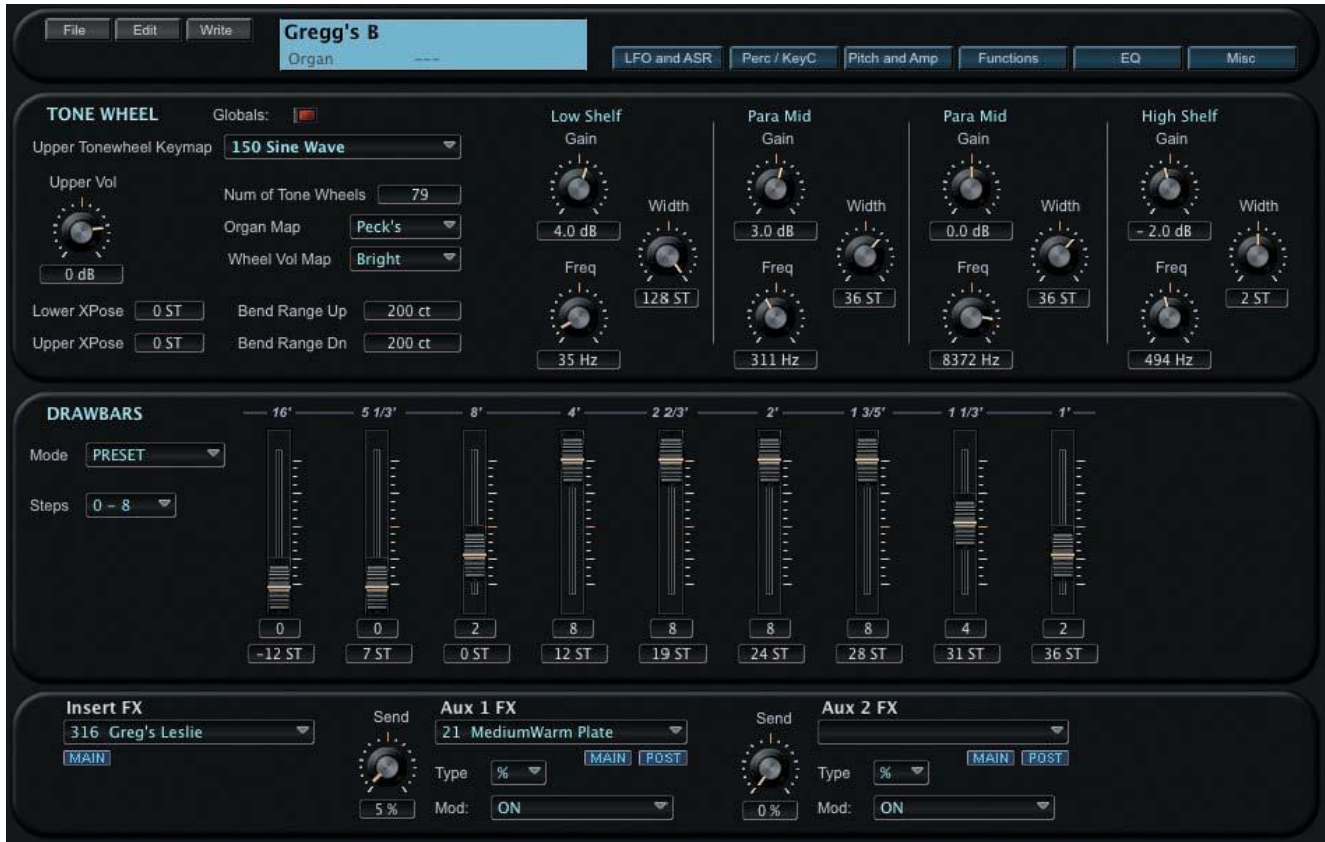 File Edit Write
Gregg's B
Organ ---
LFO and ASR Perc / KeyC Pitch and Amp Functions EQ Misc
TONE WHEEL Globals:
Upper Tonewheel Keymap 150 Sine Wave
Upper Vol
0 dB
Num of Tone Wheels 79
Organ Map Peck's
Wheel Vol Map Bright
Lower XPose 0 ST Bend Range Up 200 ct
Upper XPose 0 ST Bend Range Dn 200 ct
Low Shelf
Gain
4.0 dB
Width
128 ST
Freq
35 Hz
Para Mid
Gain
3.0 dB
Width
36 ST
Freq
311 Hz
Para Mid
Gain
0.0 dB
Width
36 ST
Freq
8372 Hz
High Shelf
Gain
- 2.0 dB
Width
2 ST
Freq
494 Hz
DRAWBARS 16' 5 1/3' 8' 4' 2 2/3' 2' 1 3/5' 1 1/3' 1'
Mode PRESET
Steps 0 - 8
0 0 2 8 8 8 8 4 2
-12 ST 7 ST 0 ST 12 ST 19 ST 24 ST 28 ST 31 ST 36 ST
Insert FX
316 Greg's Leslie
MAIN
Send
5 %
Aux 1 FX
21 MediumWarm Plate
MAIN POST
Type %
Mod: ON
Send
0 %
Aux 2 FX
MAIN POST
Type %
Mod: ON